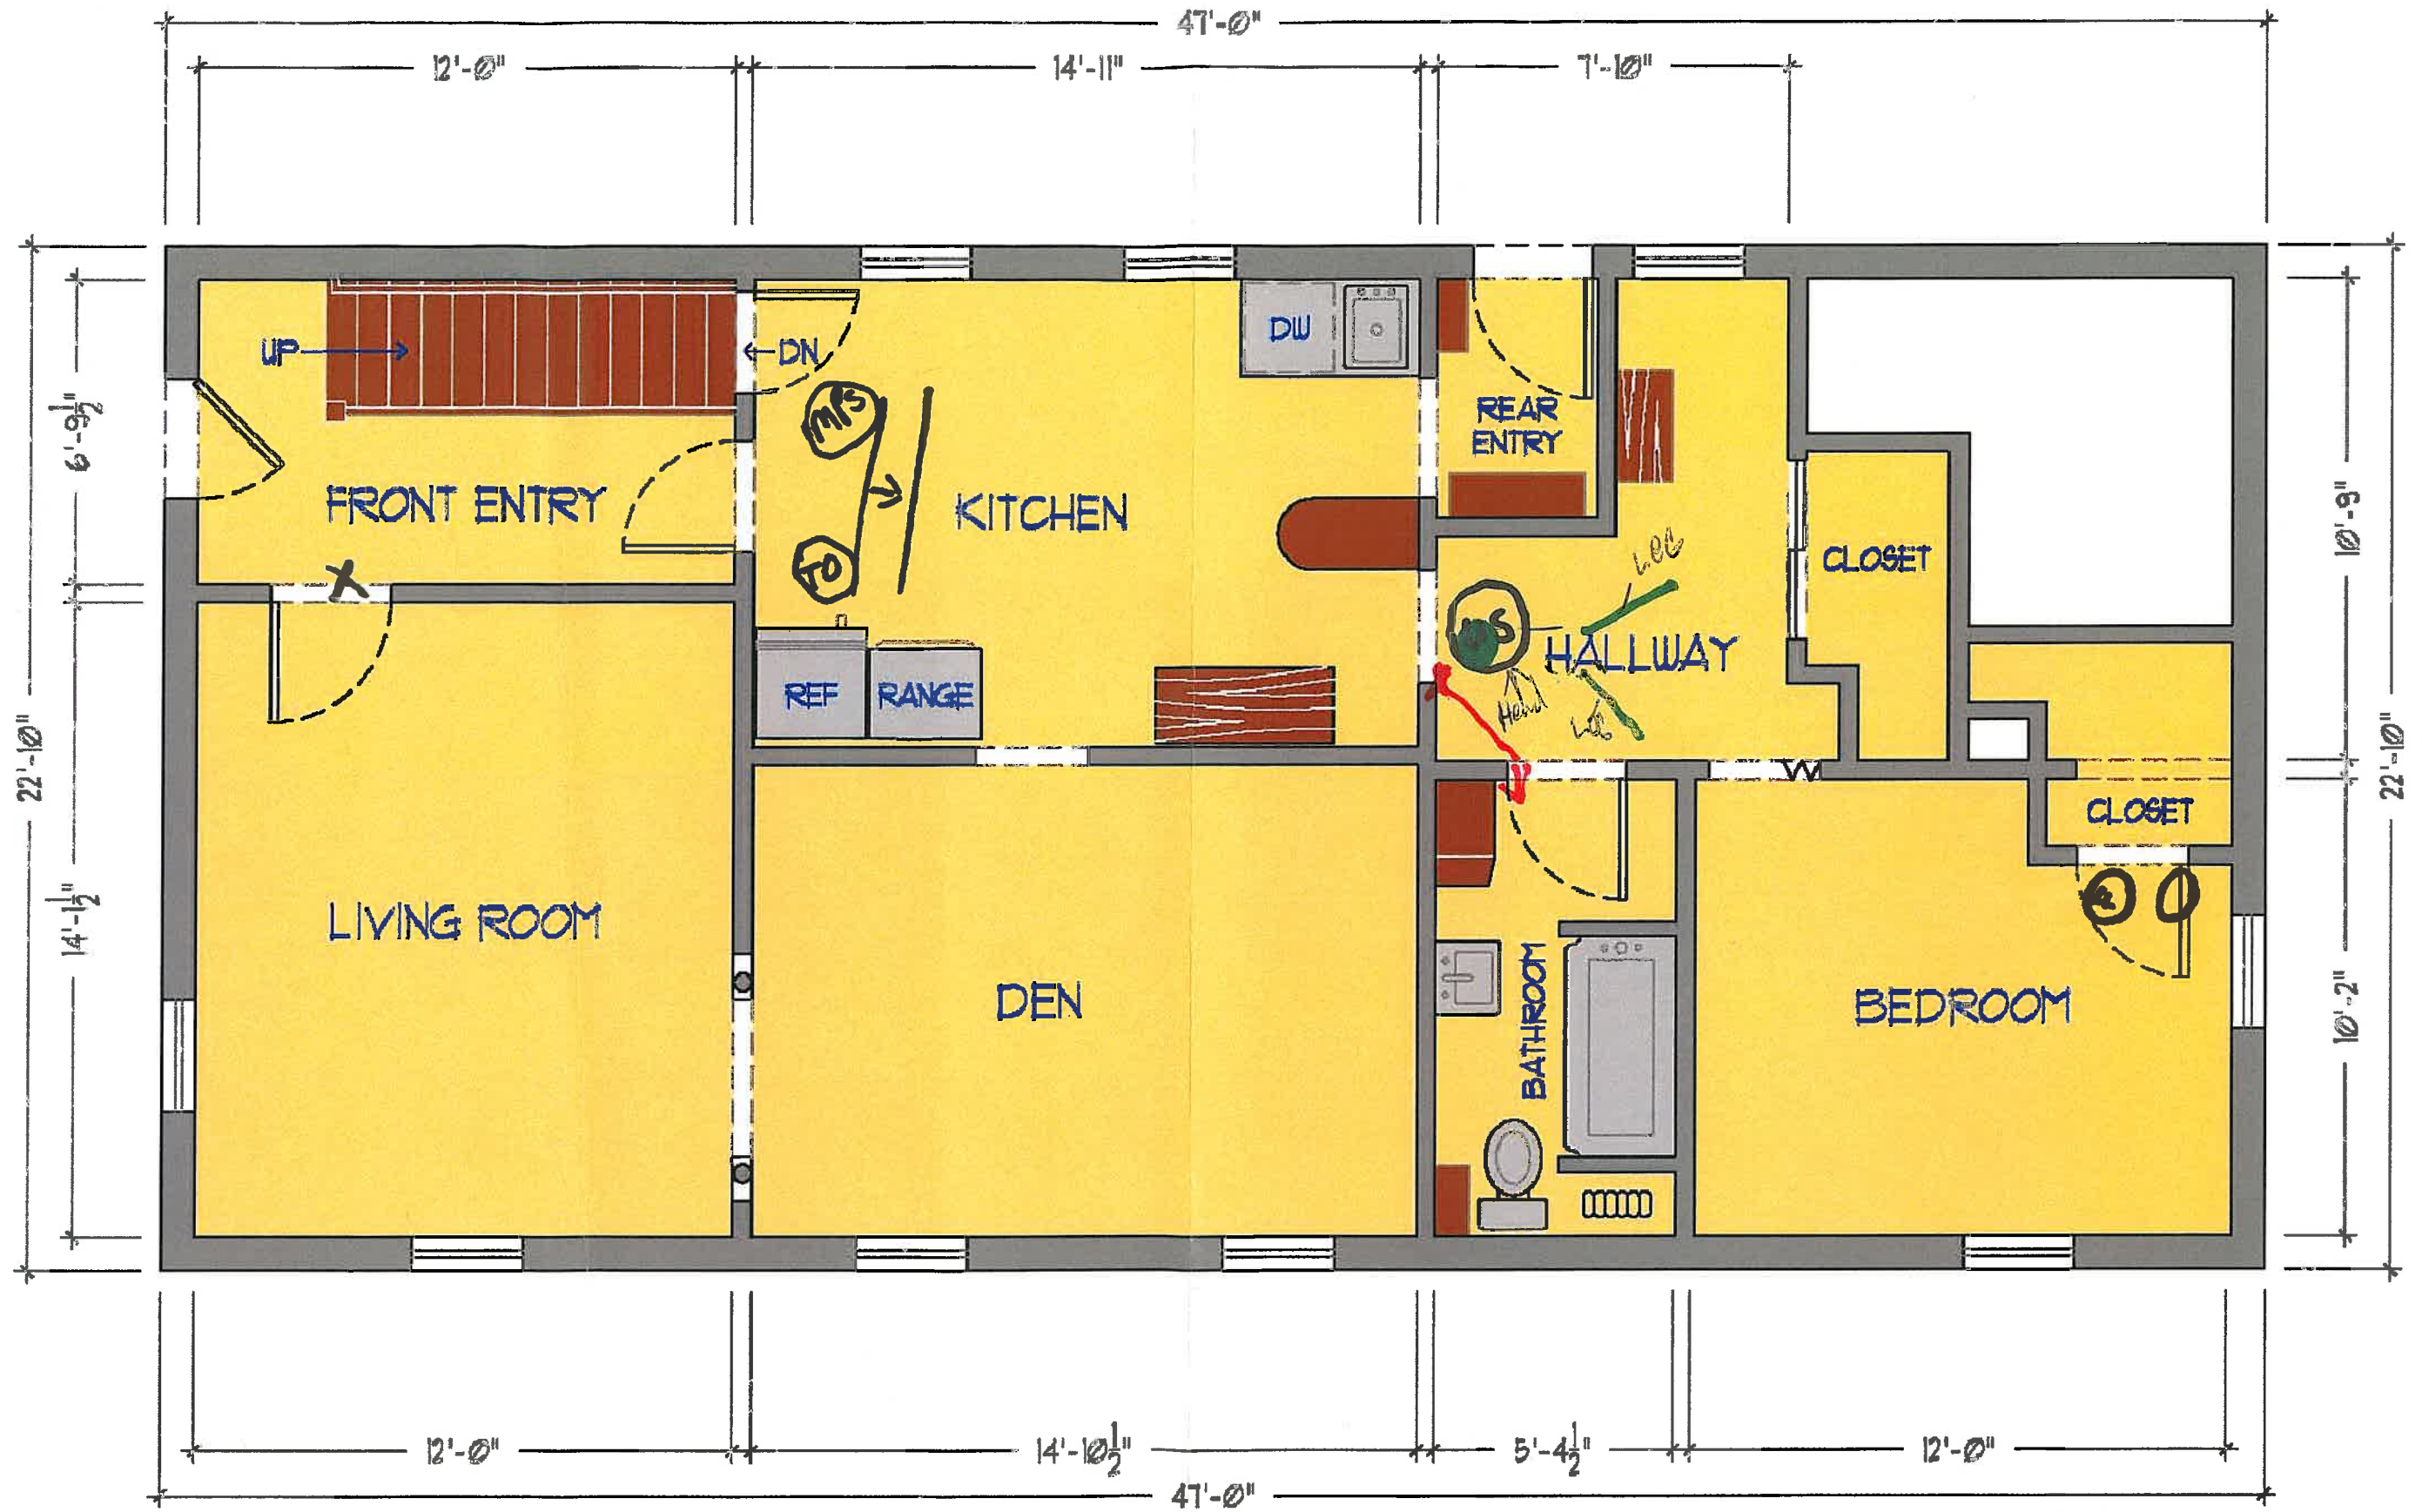 47'-0"
12'-0"
14'-11"
7'-10"
UP
DN
DW
MPS
REAR
ENTRY
6'-9½"
FRONT ENTRY
KITCHEN
10'-9"
TO
CLOSET
LEG
HALLWAY
REF
RANGE
Head
22'-10"
22'-10"
CLOSET
14'-1½"
LIVING ROOM
DEN
BATHROOM
BEDROOM
10'-2"
12'-0"
14'-10½"
5'-4½"
12'-0"
47'-0"